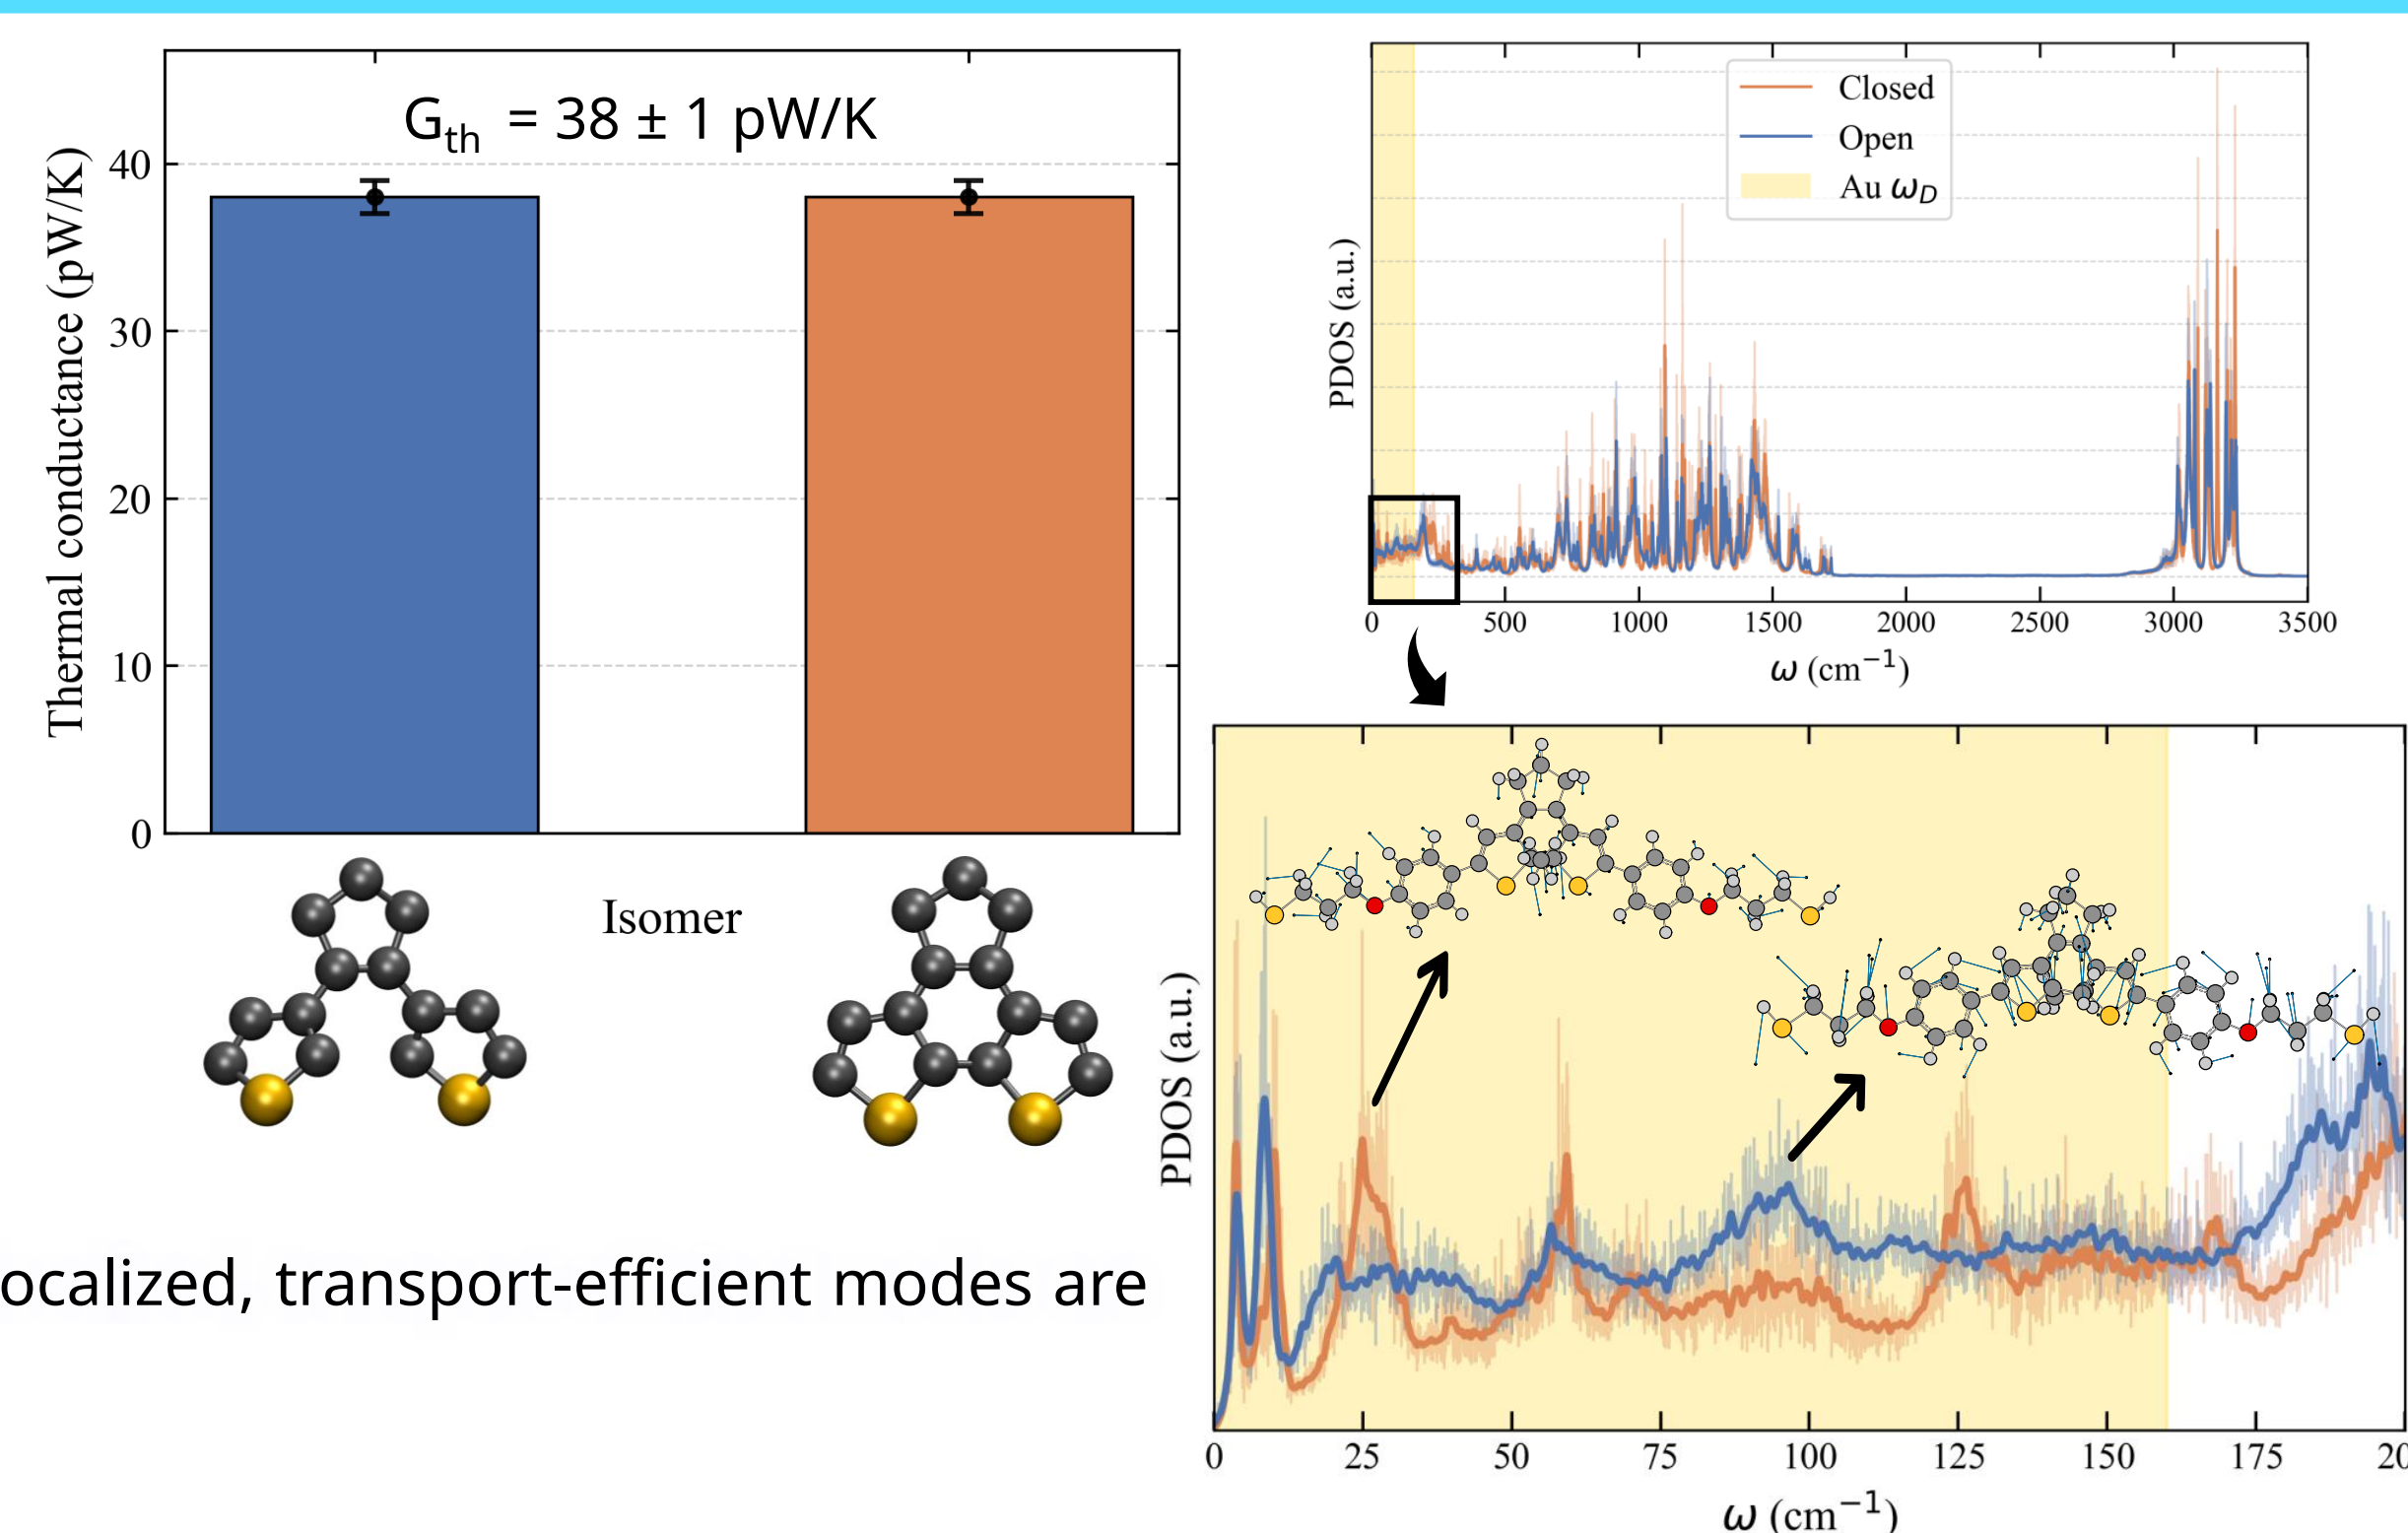 G_th = 38 ± 1 pW/K
Thermal conductance (pW/K)
40
30
20
10
0
Isomer
ocalized, transport-efficient modes are
Closed
Open
Au ω_D
PDOS (a.u.)
0 500 1000 1500 2000 2500 3000 3500
ω (cm⁻¹)
PDOS (a.u.)
0 25 50 75 100 125 150 175 20
ω (cm⁻¹)